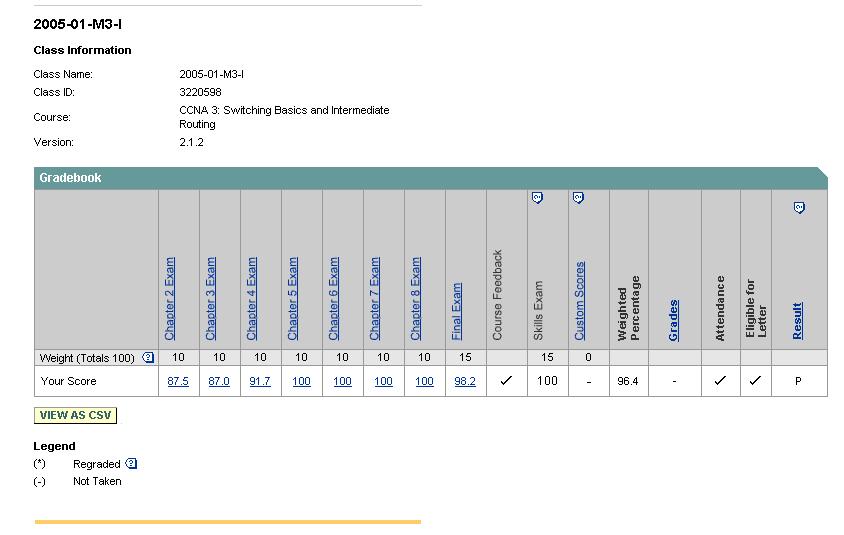 2005-01-M3-I
Class Information
Class Name: 2005-01-M3-I
Class ID: 3220598
Course: CCNA 3: Switching Basics and Intermediate
Routing
Version: 2.1.2
Gradebook
Chapter 2 Exam
Chapter 3 Exam
Chapter 4 Exam
Chapter 5 Exam
Chapter 6 Exam
Chapter 7 Exam
Chapter 8 Exam
Final Exam
Course Feedback
Skills Exam
Custom Scores
Weighted
Percentage
Grades
Attendance
Eligible for
Letter
Result
Weight (Totals 100) 10 10 10 10 10 10 10 15 15 0
Your Score 87.5 87.0 91.7 100 100 100 100 98.2 ✓ 100 - 96.4 - ✓ ✓ P
VIEW AS CSV
Legend
(*) Regraded
(-) Not Taken